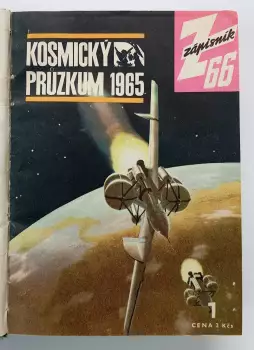 KOSMICKÝ
PRŮZKUM 1965
Z zápisník
66
1
CENA 2 Kčs